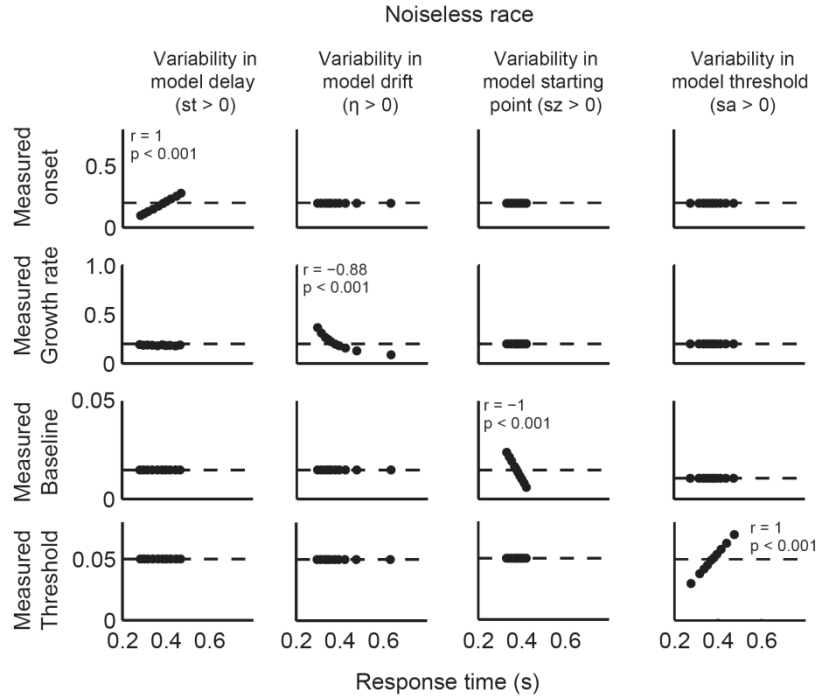 Noiseless race
Variability in
model delay
(st > 0)
Variability in
model drift
(η > 0)
Variability in
model starting
point (sz > 0)
Variability in
model threshold
(sa > 0)
Measured
onset
0.5
0
r = 1
p < 0.001
Measured
Growth rate
1.0
0.5
0
r = −0.88
p < 0.001
Measured
Baseline
0.05
0
r = −1
p < 0.001
Measured
Threshold
0.05
0
r = 1
p < 0.001
0.2 0.4 0.6
0.2 0.4 0.6
0.2 0.4 0.6
0.2 0.4 0.6
Response time (s)